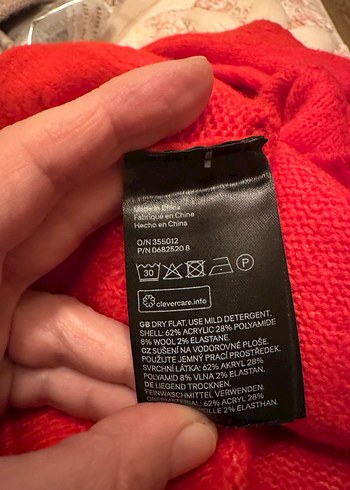 Made in China
Fabriqué en Chine
Hecho en China
O/N 355012
P/N 0682520 8
30
P
clevercare.info
GB DRY FLAT, USE MILD DETERGENT.
SHELL: 62% ACRYLIC 28% POLYAMIDE
8% WOOL 2% ELASTANE.
CZ SUŠENÍ NA VODOROVNÉ PLOŠE.
POUŽIJTE JEMNÝ PRACÍ PROSTŘEDEK.
SVRCHNÍ LÁTKA: 62% AKRYL 28%
POLYAMID 8% VLNA 2% ELASTAN.
DE LIEGEND TROCKNEN.
FEINWASCHMITTEL VERWENDEN.
OBERMATERIAL: 62% ACRYL 28%
WOLLE 2% ELASTHAN.